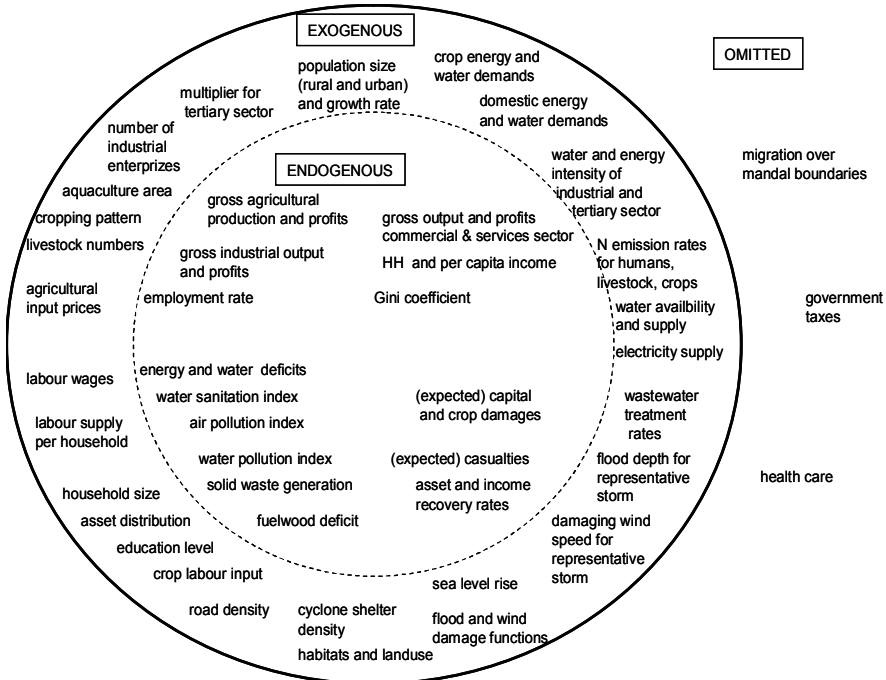 EXOGENOUS
OMITTED
population size
(rural and urban)
and growth rate
crop energy and
water demands
multiplier for
tertiary sector
domestic energy
and water demands
number of
industrial
enterprizes
water and energy
intensity of
industrial and
tertiary sector
migration over
mandal boundaries
ENDOGENOUS
aquaculture area
gross agricultural
production and profits
cropping pattern
gross output and profits
commercial & services sector
livestock numbers
gross industrial output
and profits
HH and per capita income
N emission rates
for humans,
livestock, crops
agricultural
input prices
employment rate
Gini coefficient
water availbility
and supply
government
taxes
electricity supply
labour wages
energy and water deficits
water sanitation index
(expected) capital
and crop damages
wastewater
treatment
rates
labour supply
per household
air pollution index
water pollution index
(expected) casualties
flood depth for
representative
storm
health care
household size
solid waste generation
asset and income
recovery rates
asset distribution
fuelwood deficit
damaging wind
speed for
representative
storm
education level
crop labour input
sea level rise
road density
cyclone shelter
density
flood and wind
damage functions
habitats and landuse